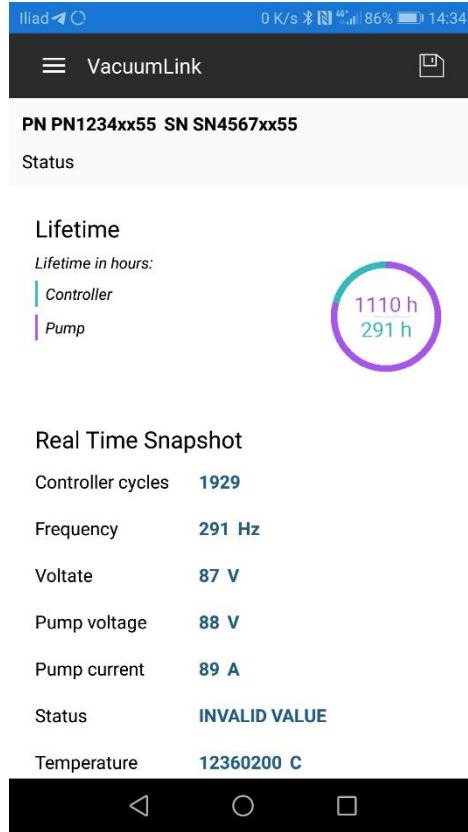 Iliad 0 K/s 86% 14:34
VacuumLink
PN PN1234xx55 SN SN4567xx55
Status
Lifetime
Lifetime in hours:
Controller
Pump
1110 h
291 h
Real Time Snapshot
Controller cycles 1929
Frequency 291 Hz
Voltate 87 V
Pump voltage 88 V
Pump current 89 A
Status INVALID VALUE
Temperature 12360200 C